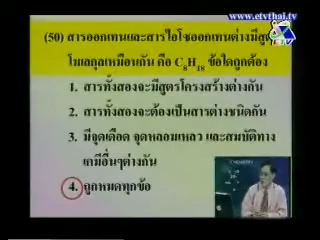 www.etvthai.tv
(50) สารออกเทนและสารไอโซออกเทนต่างมีสูตร
โมเลกุลเหมือนกัน คือ C₈H₁₈ ข้อใดถูกต้อง
1. สารทั้งสองจะมีสูตรโครงสร้างต่างกัน
2. สารทั้งสองจะต้องเป็นสารต่างชนิดกัน
3. มีจุดเดือด จุดหลอมเหลว และสมบัติทาง
เคมีอื่นๆต่างกัน
4. ถูกหมดทุกข้อ
www.etvthai.tv